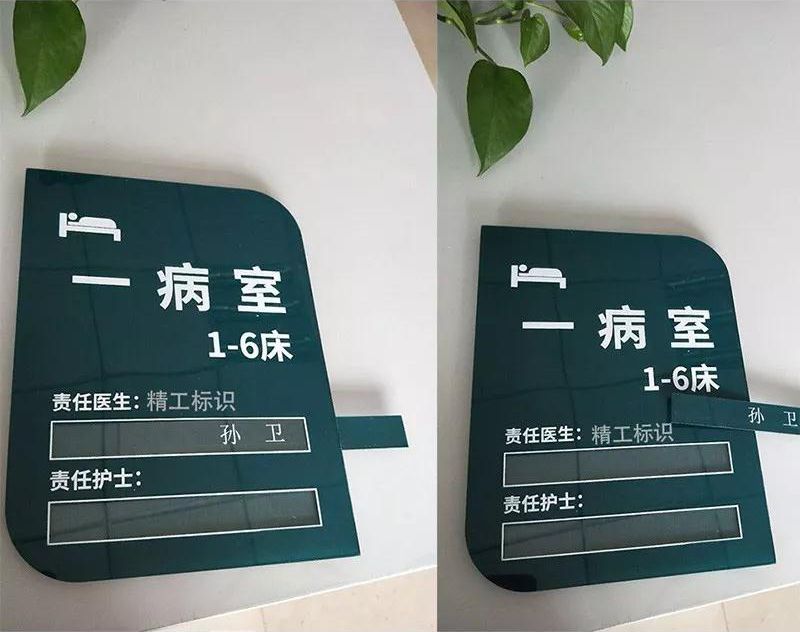 一病室
1-6床
责任医生：精工标识
孙 卫
责任护士：
一病室
1-6床
孙 卫
责任医生：精工标识
责任护士：